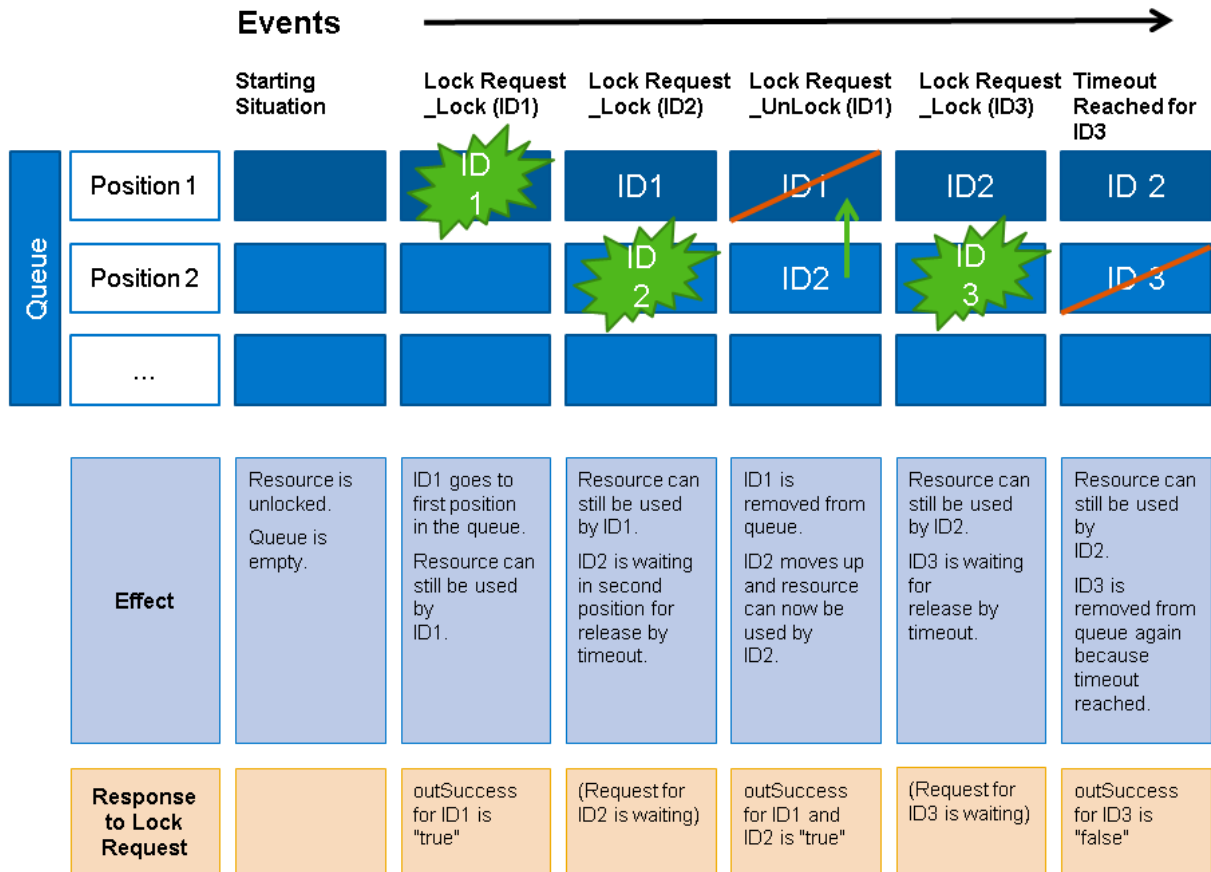 Events
Starting
Situation
Lock Request
_Lock (ID1)
Lock Request
_Lock (ID2)
Lock Request
_UnLock (ID1)
Lock Request
_Lock (ID3)
Timeout
Reached for
ID3
Queue
Position 1
ID
1
ID1
ID1
ID2
ID 2
Position 2
ID
2
ID2
ID
3
ID 3
...
Effect
Resource is
unlocked.
Queue is
empty.
ID1 goes to
first position
in the queue.
Resource can
still be used
by
ID1.
Resource can
still be used
by ID1.
ID2 is waiting
in second
position for
release by
timeout.
ID1 is
removed from
queue.
ID2 moves up
and resource
can now be
used by
ID2.
Resource can
still be used
by ID2.
ID3 is waiting
for
release by
timeout.
Resource can
still be used
by
ID2.
ID3 is
removed from
queue again
because
timeout
reached.
Response
to Lock
Request
outSuccess
for ID1 is
"true"
(Request for
ID2 is waiting)
outSuccess
for ID1 and
ID2 is "true"
(Request for
ID3 is waiting)
outSuccess
for ID3 is
"false"